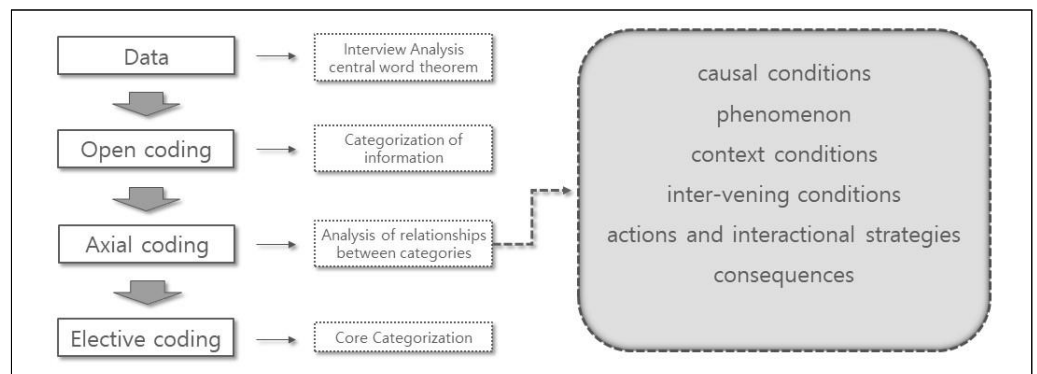 Data
Interview Analysis
central word theorem
Open coding
Categorization of
information
Axial coding
Analysis of relationships
between categories
Elective coding
Core Categorization
causal conditions
phenomenon
context conditions
inter-vening conditions
actions and interactional strategies
consequences